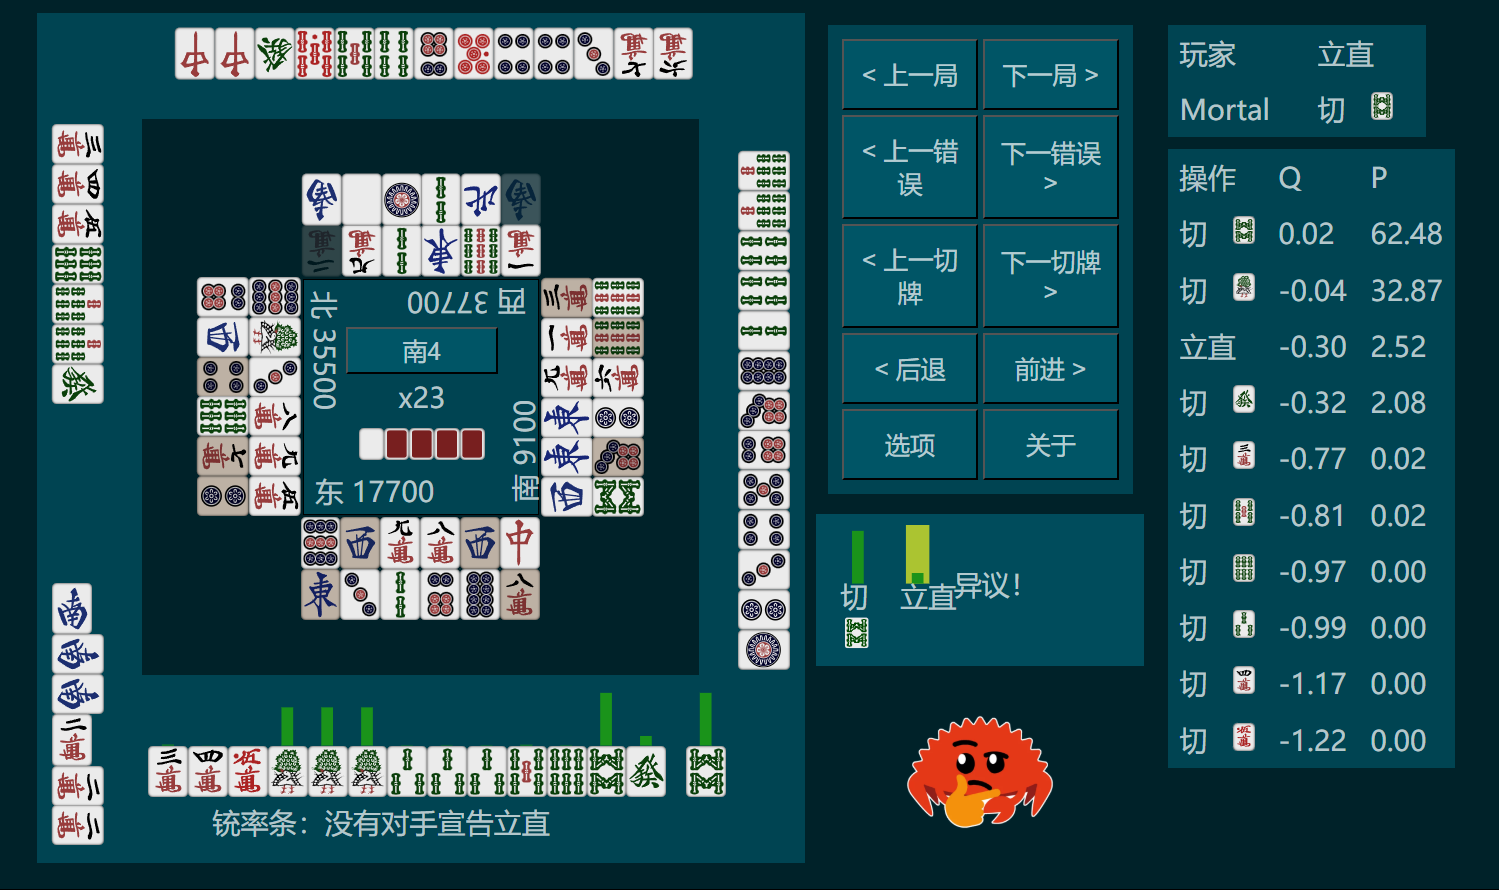 < 上一局
下一局 >
< 上一错误
下一错误 >
< 上一切牌
下一切牌 >
< 后退
前进 >
选项
关于
玩家 立直
Mortal 切
操作 Q P
切 0.02 62.48
切 -0.04 32.87
立直 -0.30 2.52
切 -0.32 2.08
切 -0.77 0.02
切 -0.81 0.02
切 -0.97 0.00
切 -0.99 0.00
切 -1.17 0.00
切 -1.22 0.00
西 37700
北 35500
南4
x23
南 9100
东 17700
切
立直
异议！
铳率条：没有对手宣告立直